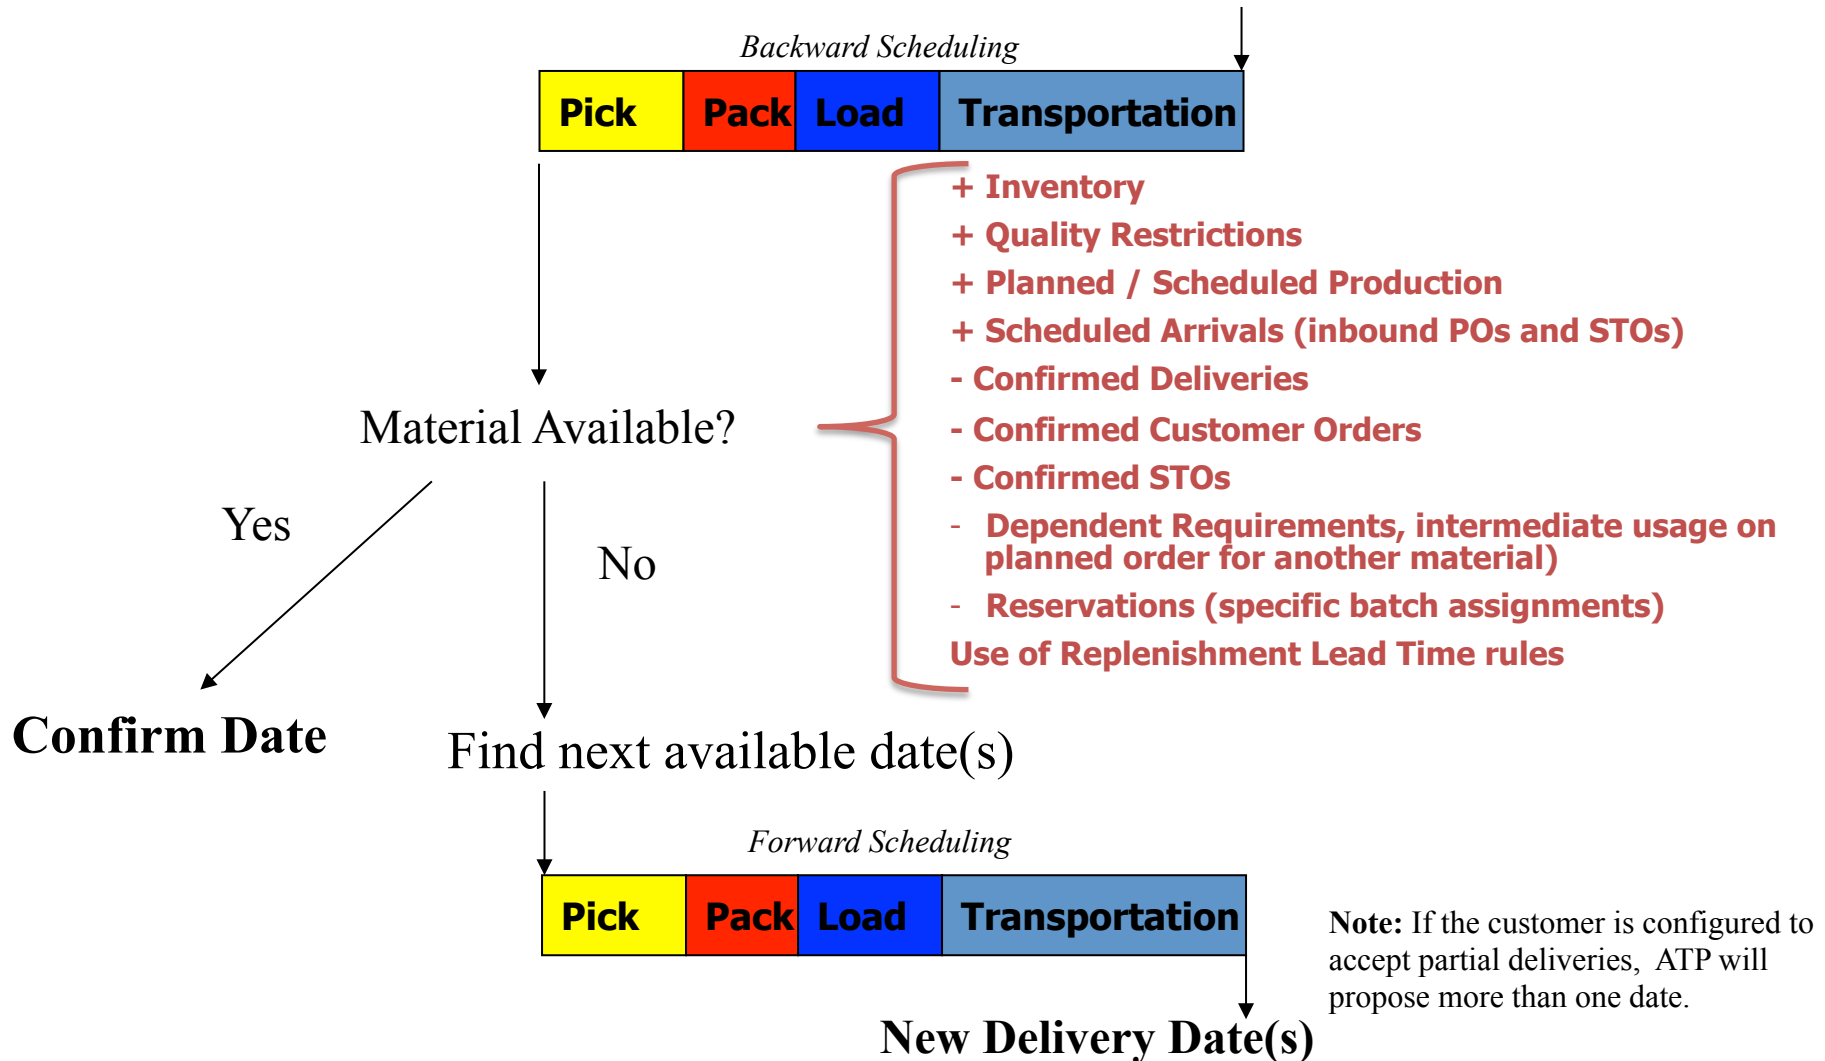 Backward Scheduling
Pick Pack Load Transportation
+ Inventory
+ Quality Restrictions
+ Planned / Scheduled Production
+ Scheduled Arrivals (inbound POs and STOs)
- Confirmed Deliveries
Material Available?
- Confirmed Customer Orders
- Confirmed STOs
- Dependent Requirements, intermediate usage on
planned order for another material)
- Reservations (specific batch assignments)
Use of Replenishment Lead Time rules
Yes
No
Confirm Date
Find next available date(s)
Forward Scheduling
Pick Pack Load Transportation
Note: If the customer is configured to
accept partial deliveries, ATP will
propose more than one date.
New Delivery Date(s)